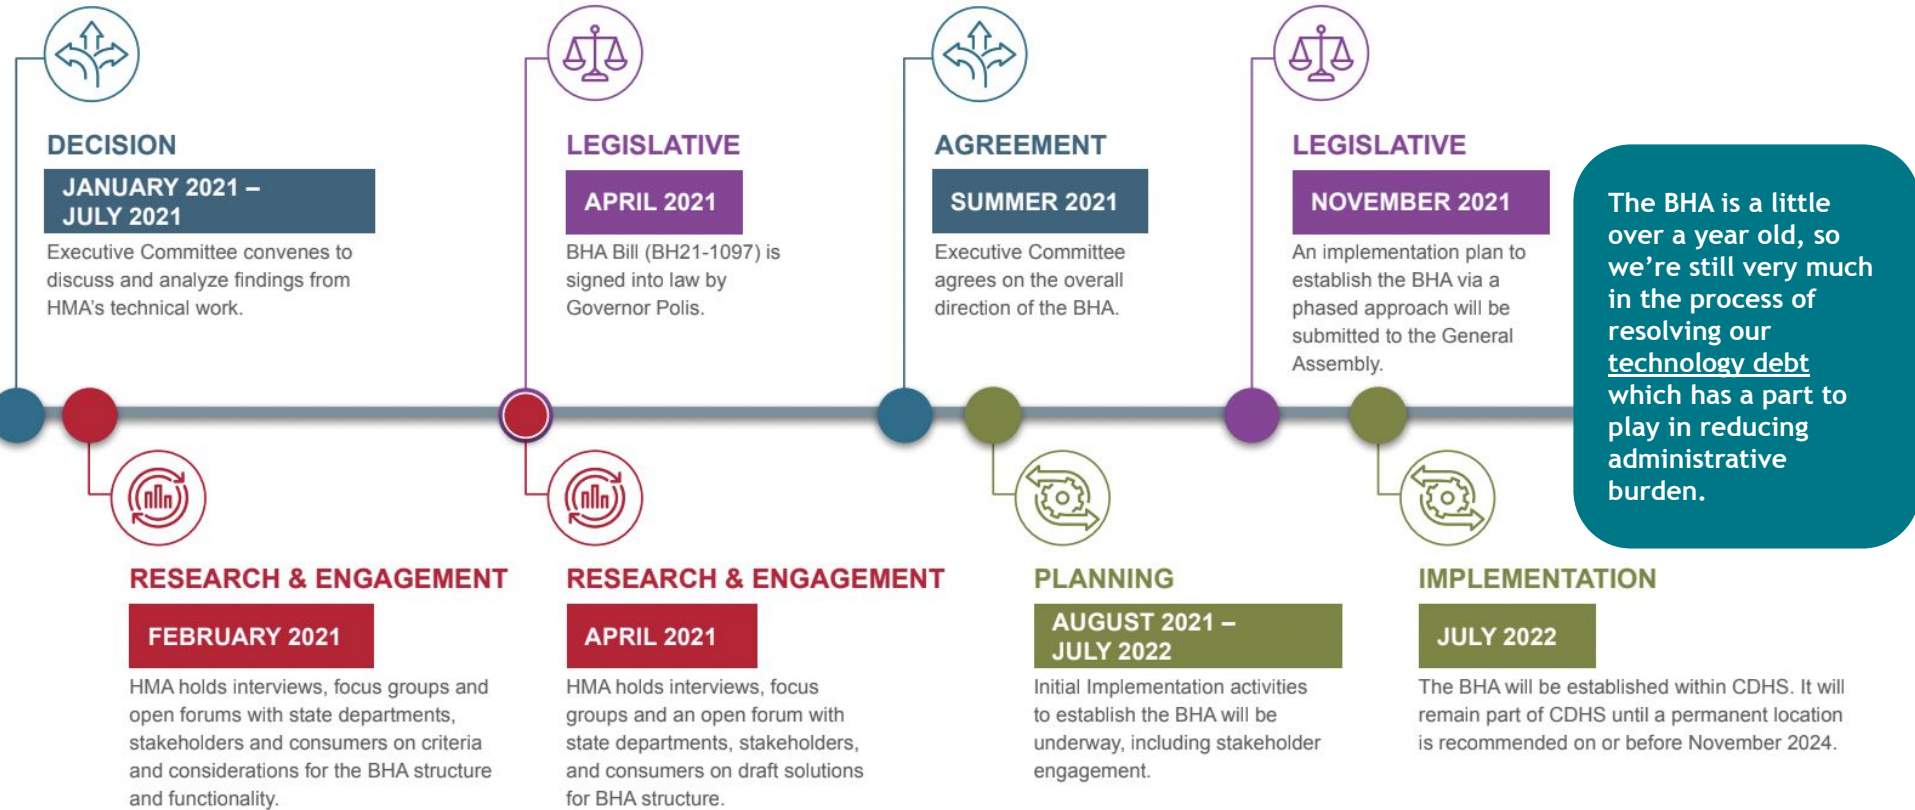 DECISION
JANUARY 2021 –
JULY 2021
Executive Committee convenes to
discuss and analyze findings from
HMA's technical work.
LEGISLATIVE
APRIL 2021
BHA Bill (BH21-1097) is
signed into law by
Governor Polis.
AGREEMENT
SUMMER 2021
Executive Committee
agrees on the overall
direction of the BHA.
LEGISLATIVE
NOVEMBER 2021
An implementation plan to
establish the BHA via a
phased approach will be
submitted to the General
Assembly.
The BHA is a little
over a year old, so
we're still very much
in the process of
resolving our
technology debt
which has a part to
play in reducing
administrative
burden.
RESEARCH & ENGAGEMENT
FEBRUARY 2021
HMA holds interviews, focus groups and
open forums with state departments,
stakeholders and consumers on criteria
and considerations for the BHA structure
and functionality.
RESEARCH & ENGAGEMENT
APRIL 2021
HMA holds interviews, focus
groups and an open forum with
state departments, stakeholders,
and consumers on draft solutions
for BHA structure.
PLANNING
AUGUST 2021 –
JULY 2022
Initial Implementation activities
to establish the BHA will be
underway, including stakeholder
engagement.
IMPLEMENTATION
JULY 2022
The BHA will be established within CDHS. It will
remain part of CDHS until a permanent location
is recommended on or before November 2024.